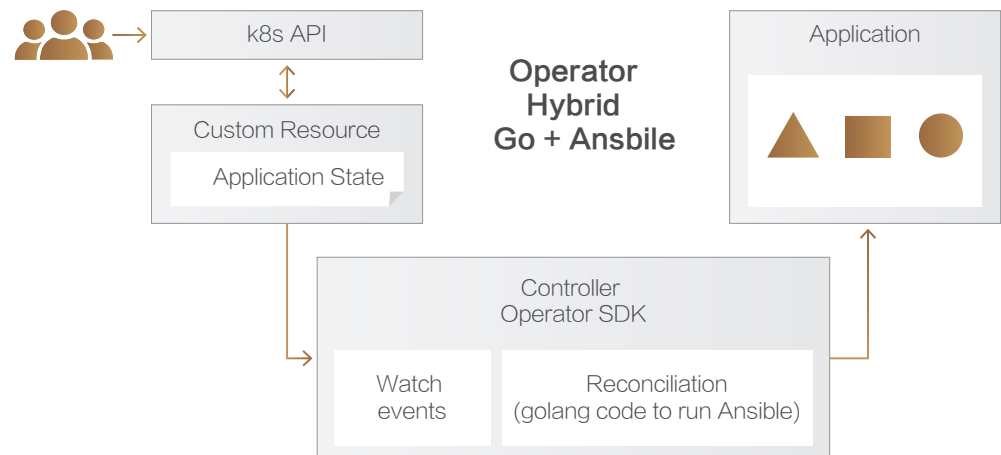 k8s API
Operator
Hybrid
Go + Ansbile
Application
Custom Resource
Application State
Controller
Operator SDK
Watch
events
Reconciliation
(golang code to run Ansible)